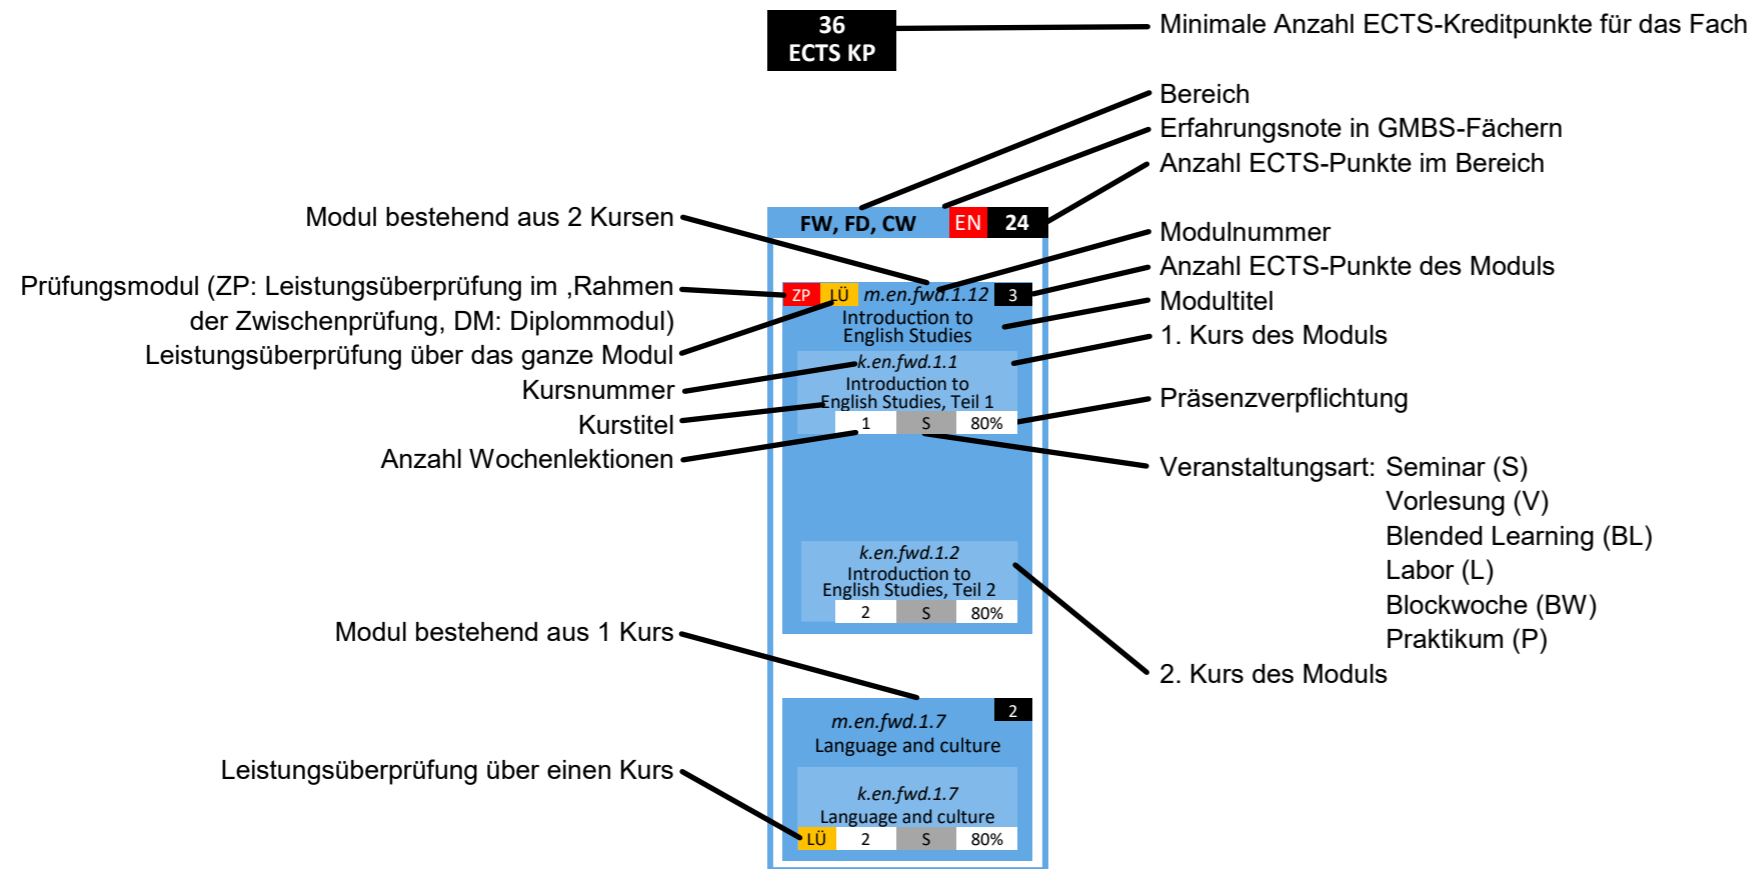 36
ECTS KP
Minimale Anzahl ECTS-Kreditpunkte für das Fach
Bereich
Erfahrungsnote in GMBS-Fächern
Anzahl ECTS-Punkte im Bereich
Modul bestehend aus 2 Kursen
FW, FD, CW EN 24
Modulnummer
Anzahl ECTS-Punkte des Moduls
Modultitel
1. Kurs des Moduls
Prüfungsmodul (ZP: Leistungsüberprüfung im ‚Rahmen
der Zwischenprüfung, DM: Diplommodul)
Leistungsüberprüfung über das ganze Modul
Kursnummer
Kurstitel
Anzahl Wochenlektionen
ZP LÜ m.en.fwd.1.12 3
Introduction to
English Studies
k.en.fwd.1.1
Introduction to
English Studies, Teil 1
1 S 80%
Präsenzverpflichtung
Veranstaltungsart: Seminar (S)
Vorlesung (V)
Blended Learning (BL)
Labor (L)
Blockwoche (BW)
Praktikum (P)
k.en.fwd.1.2
Introduction to
English Studies, Teil 2
2 S 80%
2. Kurs des Moduls
Modul bestehend aus 1 Kurs
m.en.fwd.1.7 2
Language and culture
Leistungsüberprüfung über einen Kurs
k.en.fwd.1.7
Language and culture
LÜ 2 S 80%